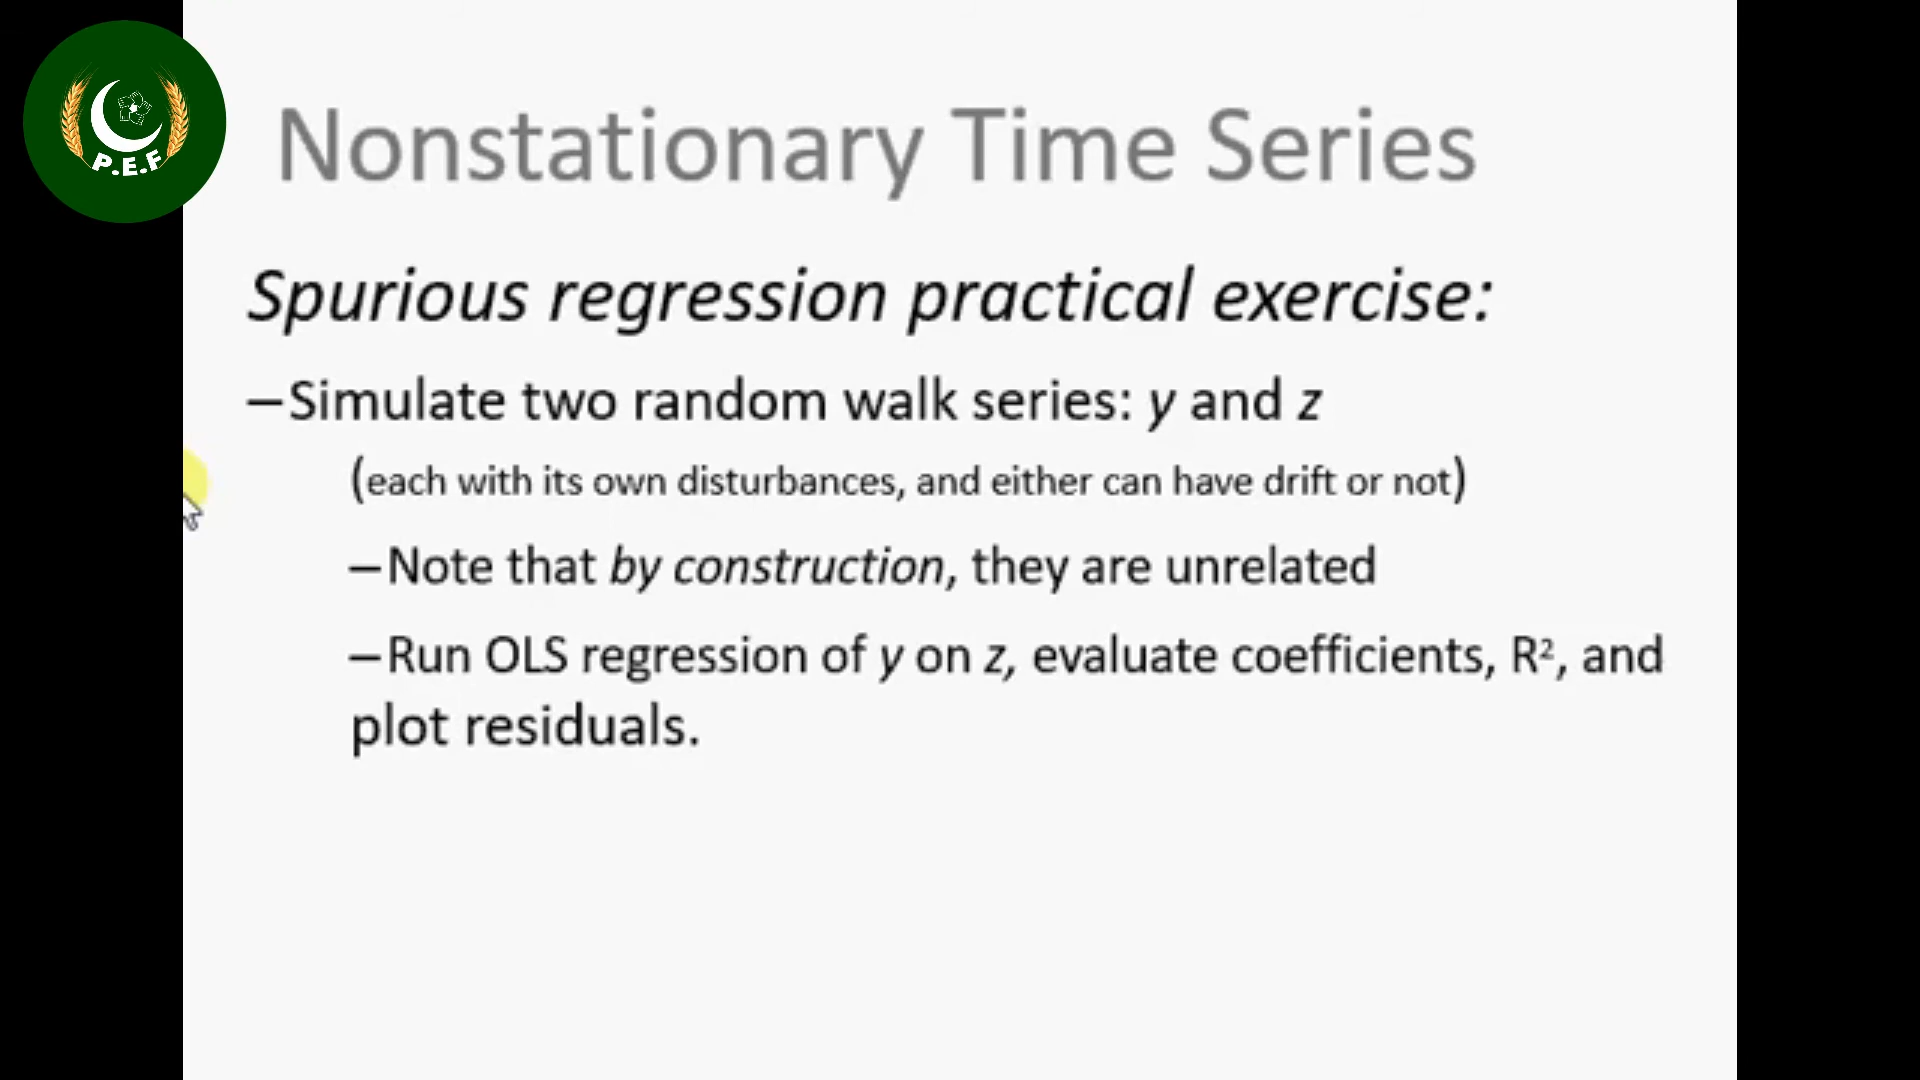 P.E.F
Nonstationary Time Series
Spurious regression practical exercise:
–Simulate two random walk series: y and z
(each with its own disturbances, and either can have drift or not)
–Note that by construction, they are unrelated
–Run OLS regression of y on z, evaluate coefficients, R², and
plot residuals.